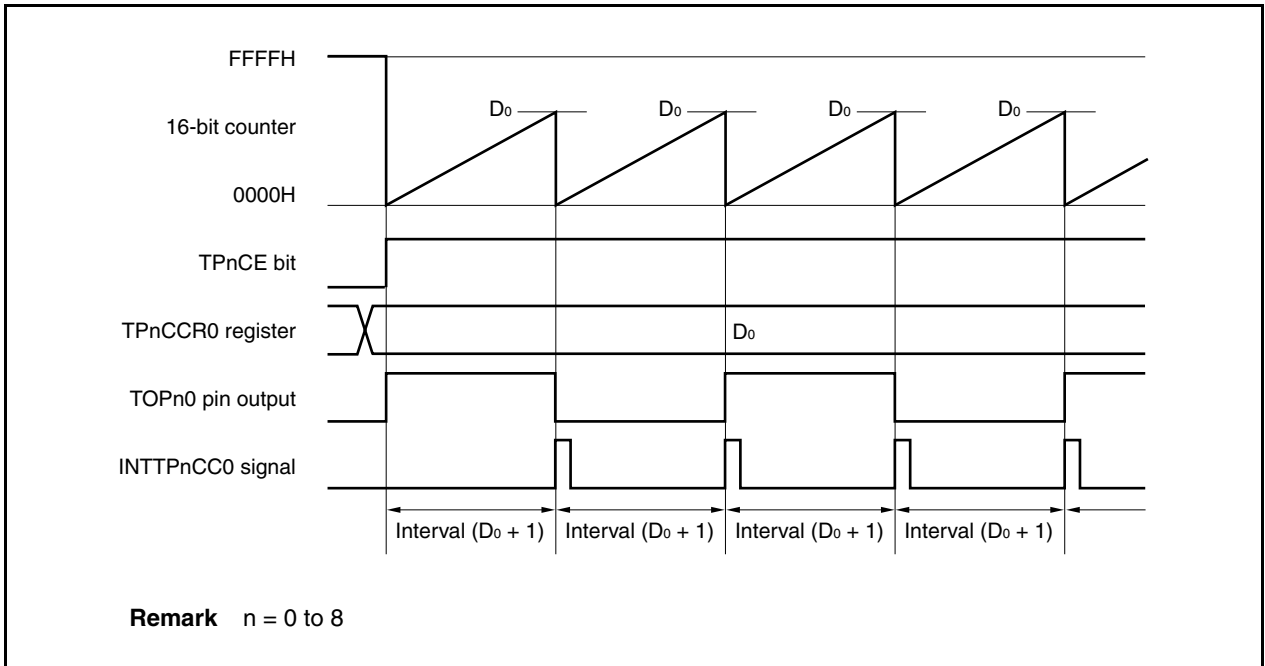 FFFFH
D0 D0 D0 D0
16-bit counter
0000H
TPnCE bit
TPnCCR0 register
D0
TOPn0 pin output
INTTPnCC0 signal
Interval (D0 + 1) Interval (D0 + 1) Interval (D0 + 1) Interval (D0 + 1)
Remark n = 0 to 8